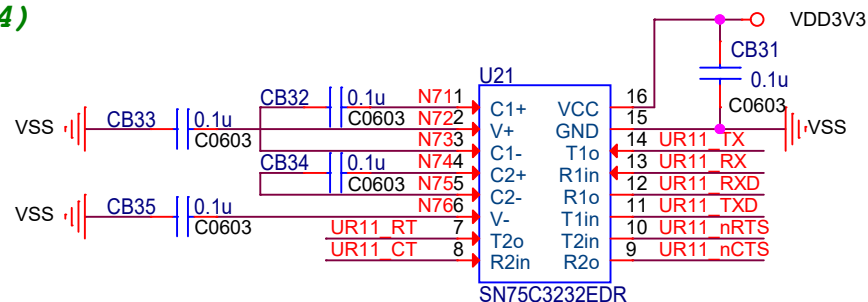 4)
VDD3V3
CB31
0.1u
C0603
U21
CB32 0.1u N71 1 C1+ VCC 16
C0603
VSS CB33 0.1u N72 2 V+ GND 15 VSS
C0603
N73 3 C1- T1o 14 UR11_TX
CB34 0.1u N74 4 C2+ R1in 13 UR11_RX
C0603
N75 5 C2- R1o 12 UR11_RXD
VSS CB35 0.1u N76 6 V- T1in 11 UR11_TXD
C0603
UR11_RT 7 T2o T2in 10 UR11_nRTS
UR11_CT 8 R2in R2o 9 UR11_nCTS
SN75C3232EDR